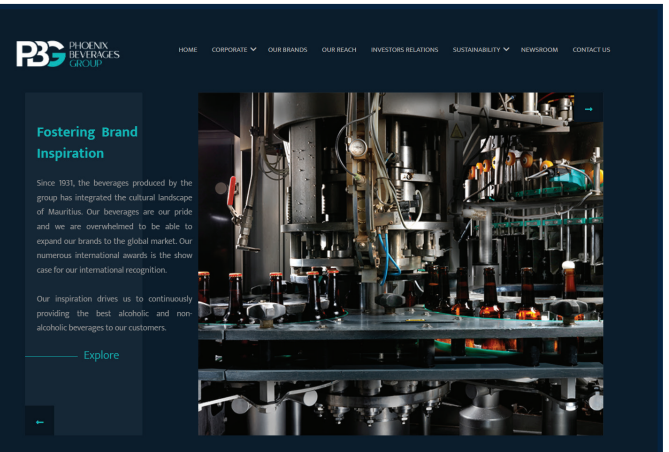 PBG PHOENIX
BEVERAGES
GROUP
HOME CORPORATE OUR BRANDS OUR REACH INVESTORS RELATIONS SUSTAINABILITY NEWSROOM CONTACT US
Fostering Brand
Inspiration
Since 1931, the beverages produced by the
group has integrated the cultural landscape
of Mauritius. Our beverages are our pride
and we are overwhelmed to be able to
expand our brands to the global market. Our
numerous international awards is the show
case for our international recognition.
Our inspiration drives us to continuously
providing the best alcoholic and non-
alcoholic beverages to our customers.
Explore